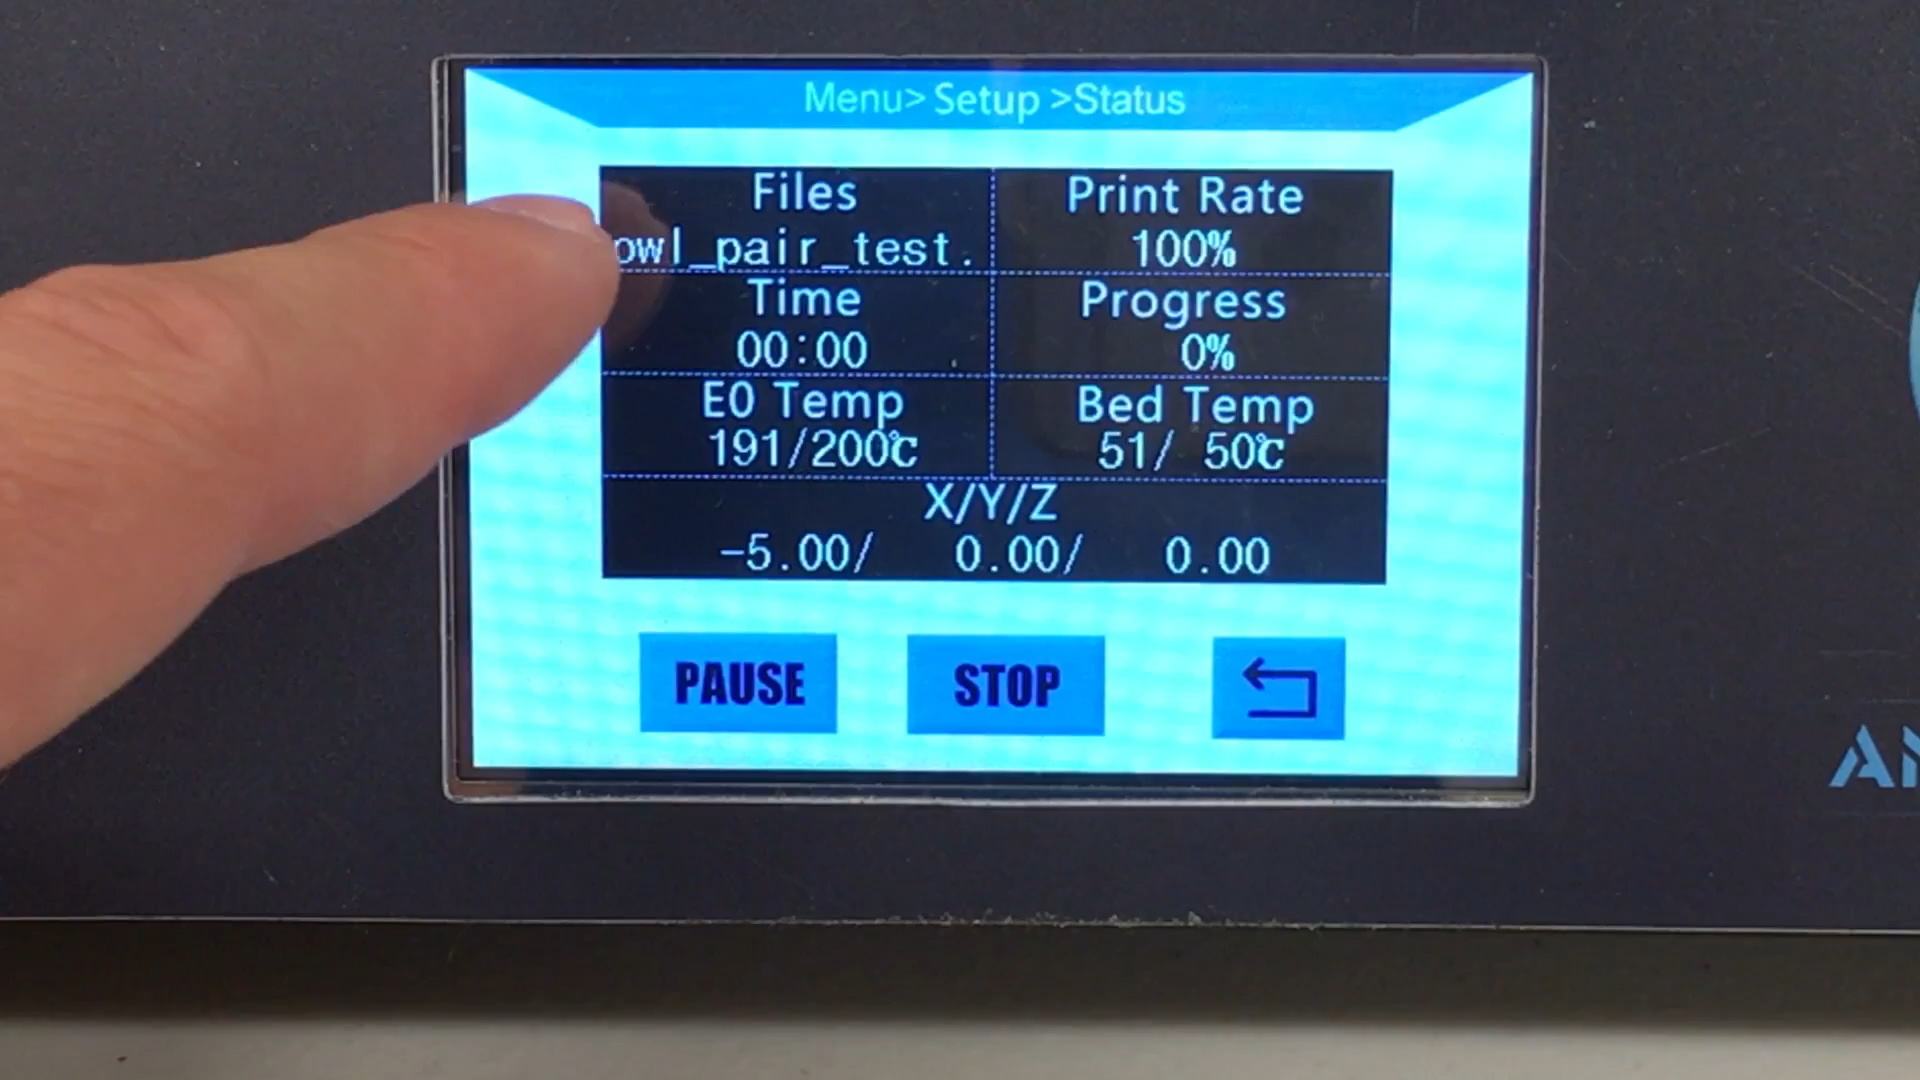 Menu> Setup >Status
Files
owl_pair_test.
Print Rate
100%
Time
00:00
Progress
0%
E0 Temp
191/200℃
Bed Temp
51/ 50℃
X/Y/Z
-5.00/ 0.00/ 0.00
PAUSE
STOP